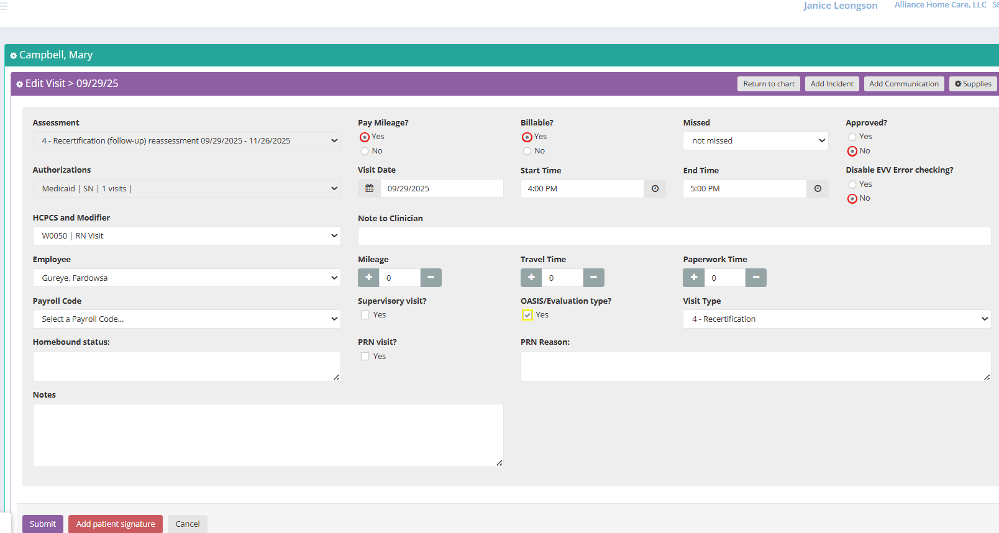 Janice Leongson Alliance Home Care, LLC 58
Campbell, Mary
Edit Visit > 09/29/25 Return to chart Add Incident Add Communication Supplies
Assessment Pay Mileage? Billable? Missed Approved?
4 - Recertification (follow-up) reassessment 09/29/2025 - 11/26/2025 Yes Yes not missed Yes
No No No
Authorizations Visit Date Start Time End Time Disable EVV Error checking?
Medicaid | SN | 1 visits | 09/29/2025 4:00 PM 5:00 PM Yes
No
HCPCS and Modifier Note to Clinician
W0050 | RN Visit
Employee Mileage Travel Time Paperwork Time
Gureye, Fardowsa 0 0 0
Payroll Code Supervisory visit? OASIS/Evaluation type? Visit Type
Select a Payroll Code... Yes Yes 4 - Recertification
Homebound status: PRN visit? PRN Reason:
Yes
Notes
Submit Add patient signature Cancel